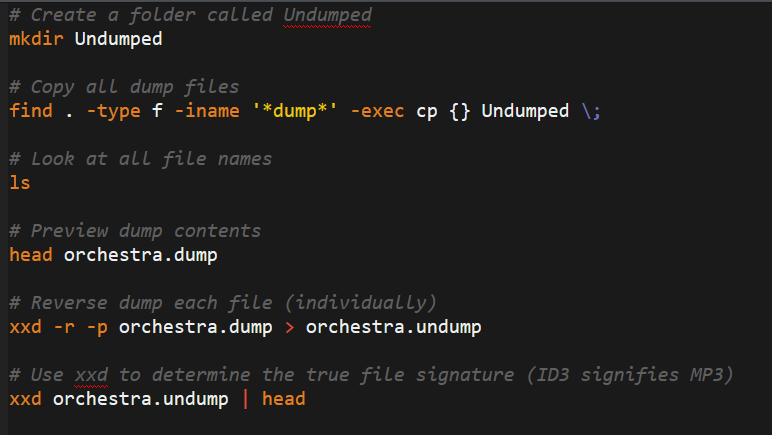 # Create a folder called Undumped
mkdir Undumped
# Copy all dump files
find . -type f -iname '*dump*' -exec cp {} Undumped \;
# Look at all file names
ls
# Preview dump contents
head orchestra.dump
# Reverse dump each file (individually)
xxd -r -p orchestra.dump > orchestra.undump
# Use xxd to determine the true file signature (ID3 signifies MP3)
xxd orchestra.undump | head